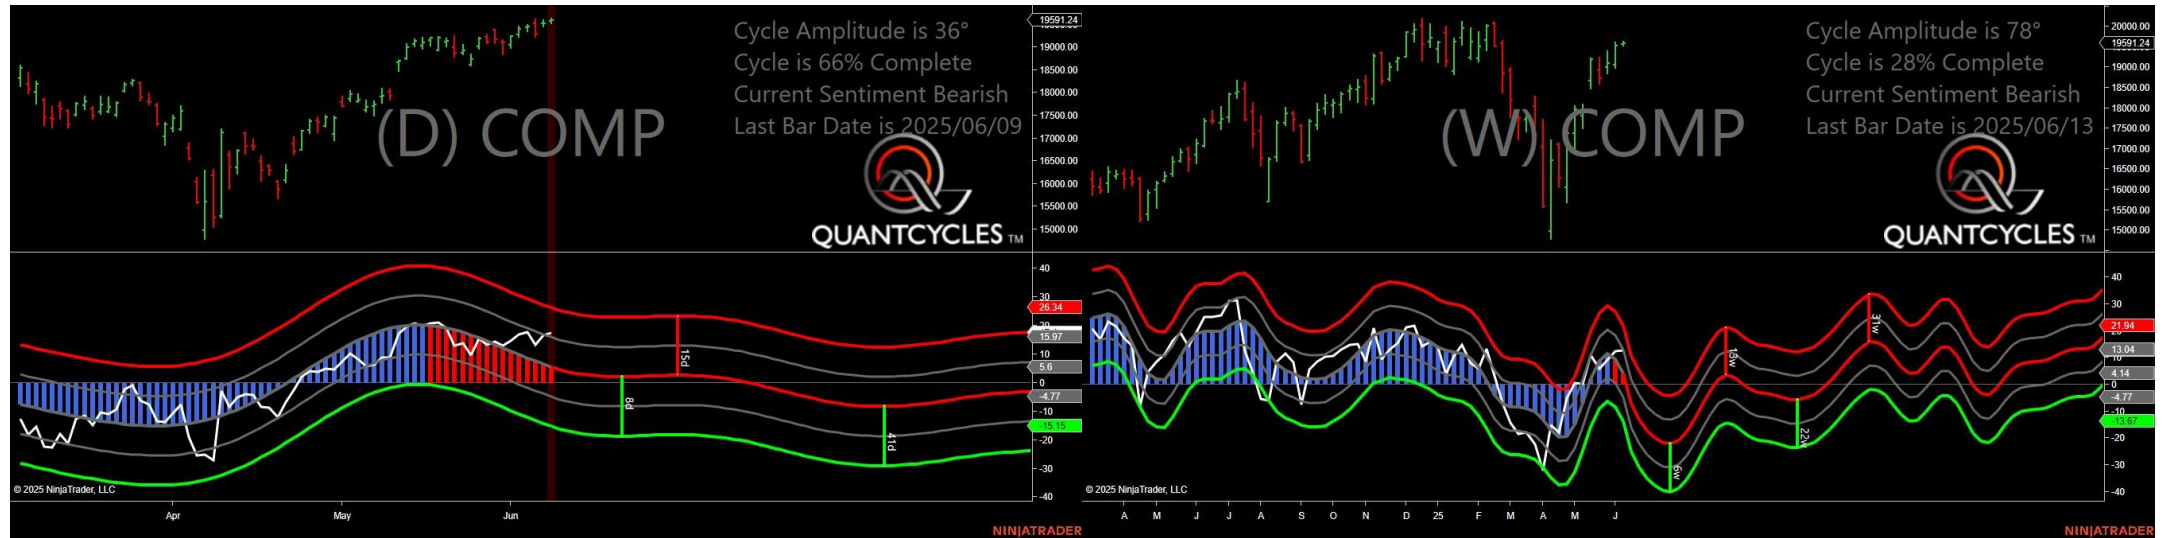 Cycle Amplitude is 36°
Cycle is 66% Complete
Current Sentiment Bearish
Last Bar Date is 2025/06/09
(D) COMP
QUANTCYCLES TM
19591.24
19000.00
18500.00
18000.00
17500.00
17000.00
16500.00
16000.00
15500.00
15000.00
40
30
26.34
20
15.97
10
5.6
0
-4.77
-10
-15.15
-20
-30
-40
15d
8d
41d
© 2025 NinjaTrader, LLC
Apr
May
Jun
NINJATRADER
Cycle Amplitude is 78°
Cycle is 28% Complete
Current Sentiment Bearish
Last Bar Date is 2025/06/13
(W) COMP
QUANTCYCLES TM
20000.00
19591.24
19000.00
18500.00
18000.00
17500.00
17000.00
16500.00
16000.00
15500.00
15000.00
40
30
21.94
13.04
10
4.14
0
-4.77
-10
-13.67
-20
-30
-40
31w
13w
22w
6w
© 2025 NinjaTrader, LLC
A M J J A S O N D 25 F M A M J
NINJATRADER